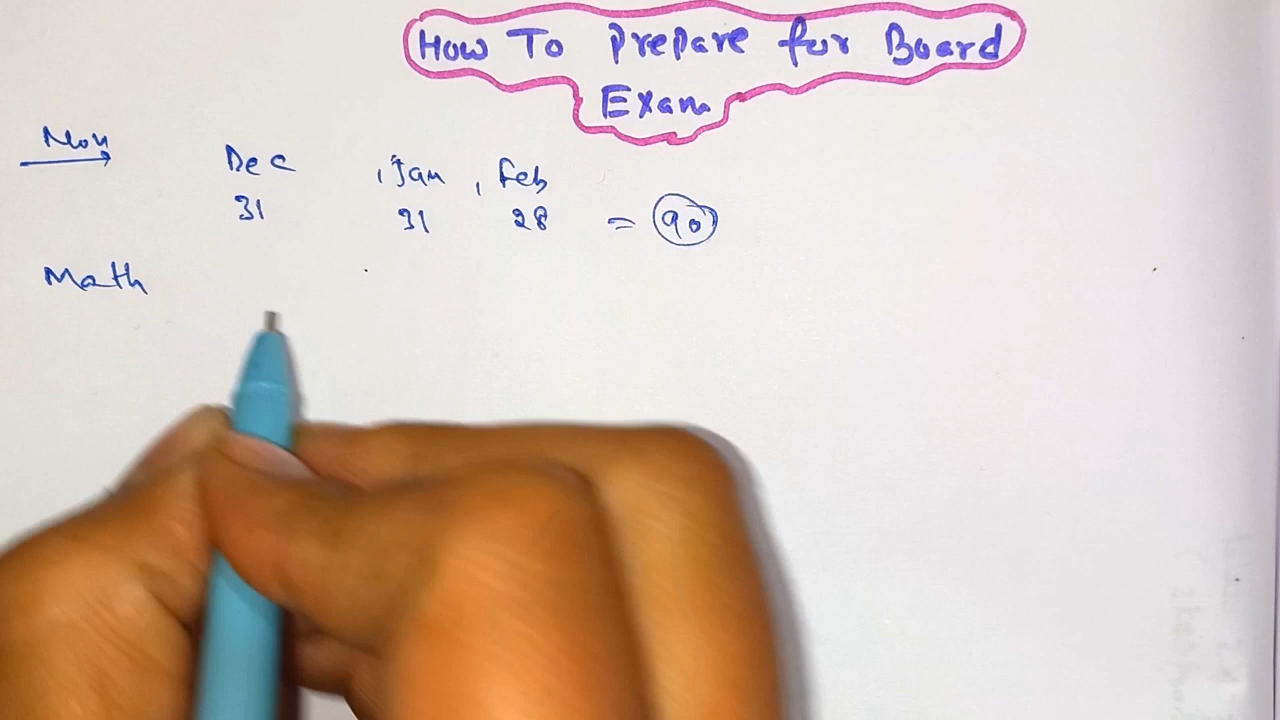 How To Prepare for Board
Exam
Nov
Dec , Jan , Feb
31 31 28 = 90
Math